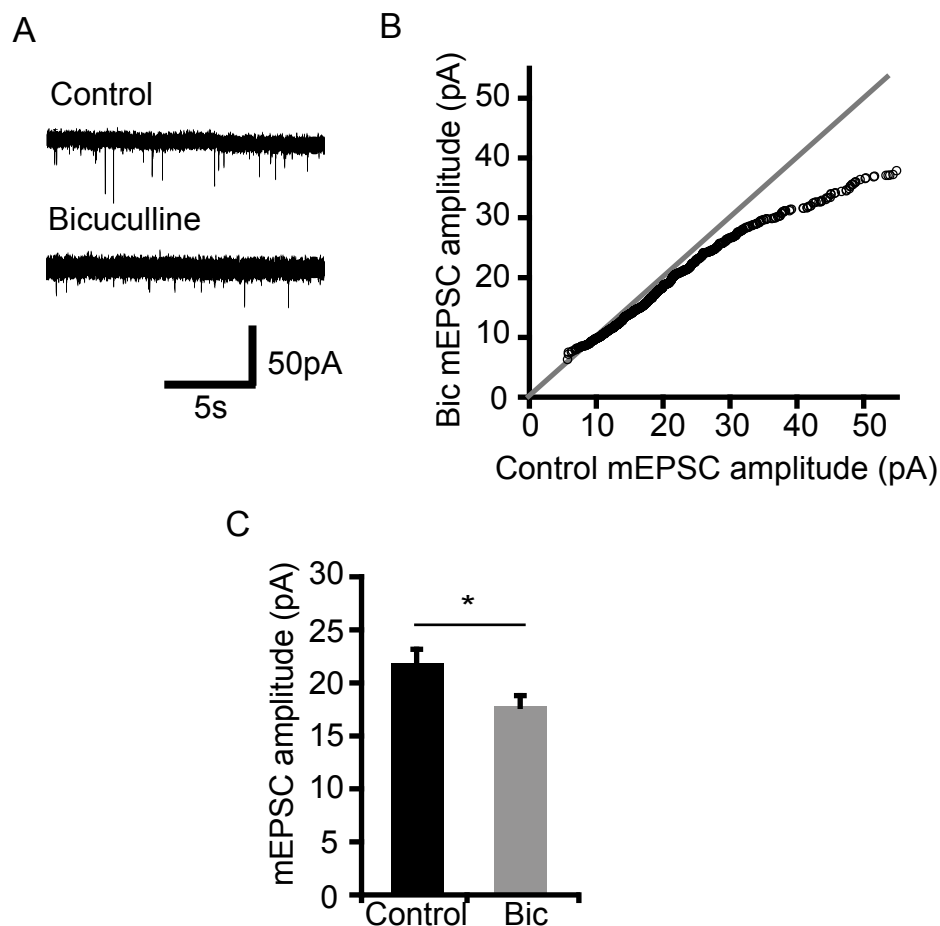 A
Control
Bicuculline
50pA
5s
B
Bic mEPSC amplitude (pA)
50
40
30
20
10
0
0 10 20 30 40 50
Control mEPSC amplitude (pA)
C
mEPSC amplitude (pA)
30
25
20
15
10
5
0
*
Control Bic